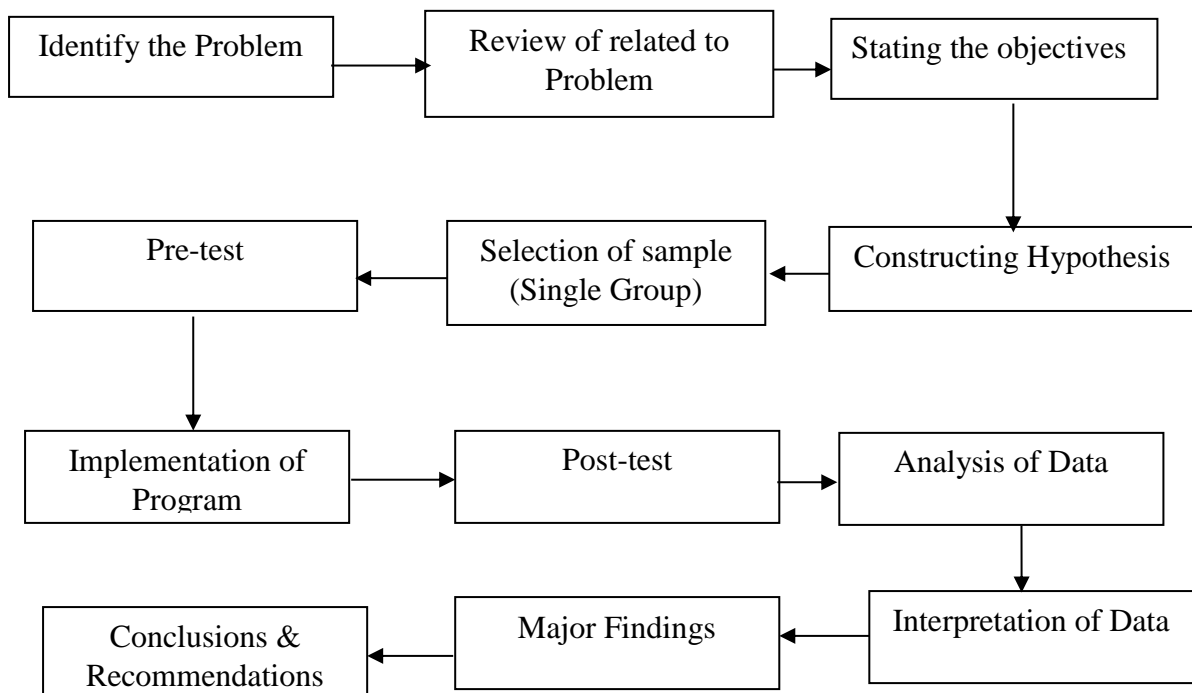 Identify the Problem
Review of related to
Problem
Stating the objectives
Constructing Hypothesis
Selection of sample
(Single Group)
Pre-test
Implementation of
Program
Post-test
Analysis of Data
Interpretation of Data
Major Findings
Conclusions &
Recommendations